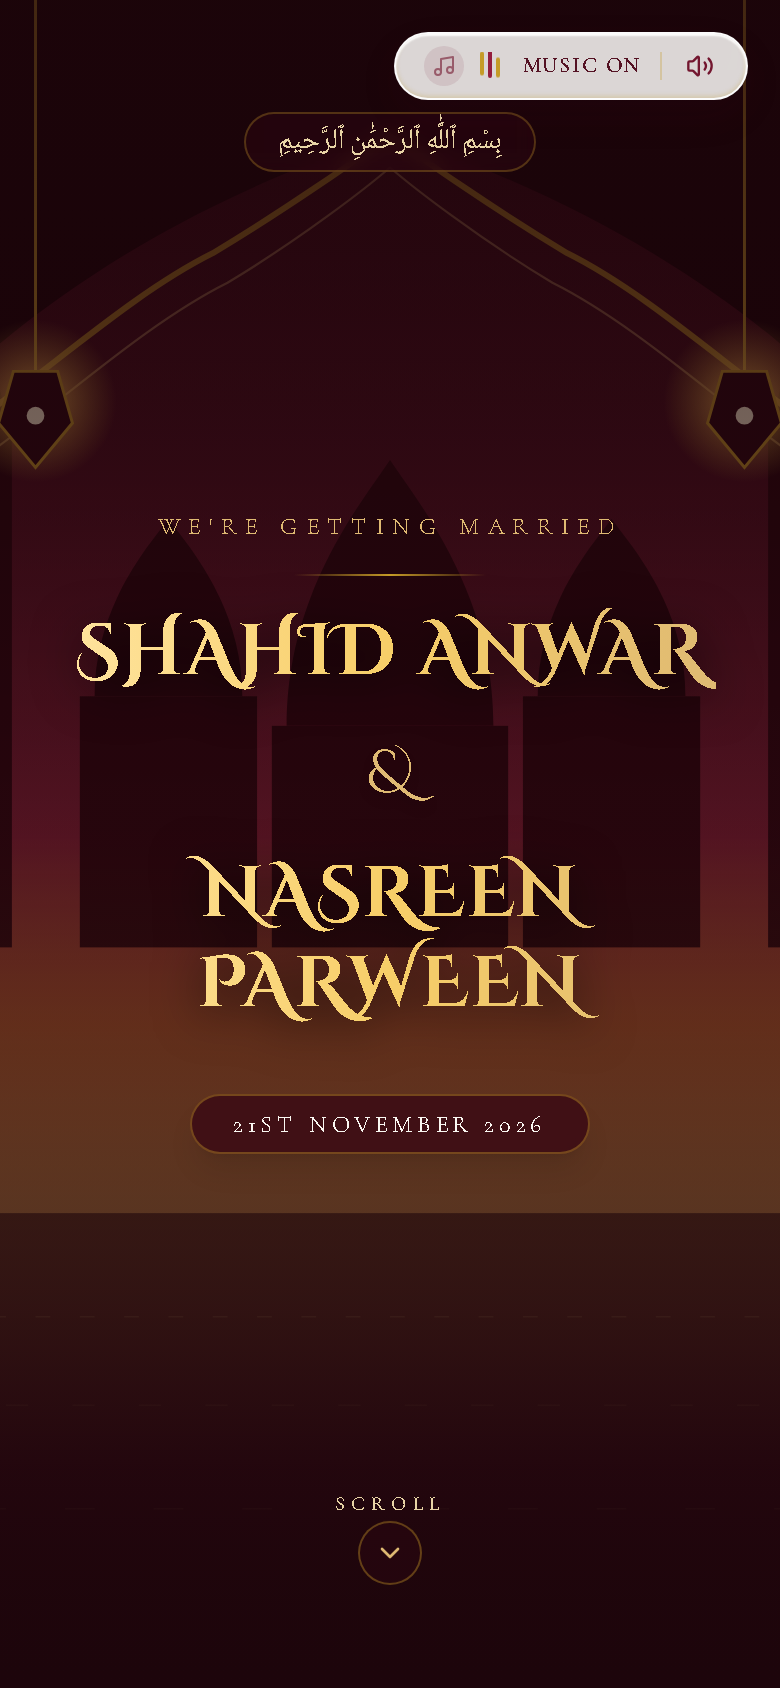 MUSIC ON
بِسْمِ ٱللَّهِ ٱلرَّحْمَٰنِ ٱلرَّحِيمِ
WE'RE GETTING MARRIED
SHAHID ANWAR
&
NASREEN
PARWEEN
21ST NOVEMBER 2026
SCROLL